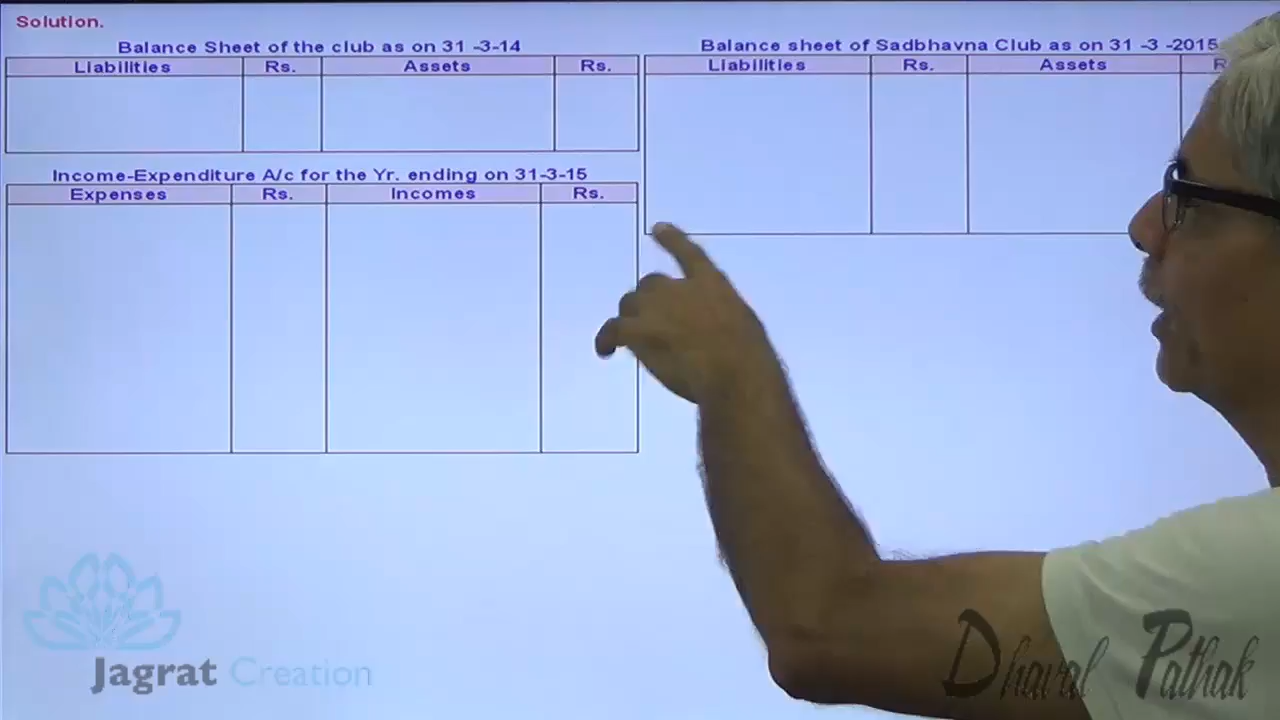 Solution.
Balance Sheet of the club as on 31 -3-14
Liabilities Rs. Assets Rs.
Income-Expenditure A/c for the Yr. ending on 31-3-15
Expenses Rs. Incomes Rs.
Balance sheet of Sadbhavna Club as on 31 -3 -2015
Liabilities Rs. Assets
Jagrat Creation
Dhaval Pathak